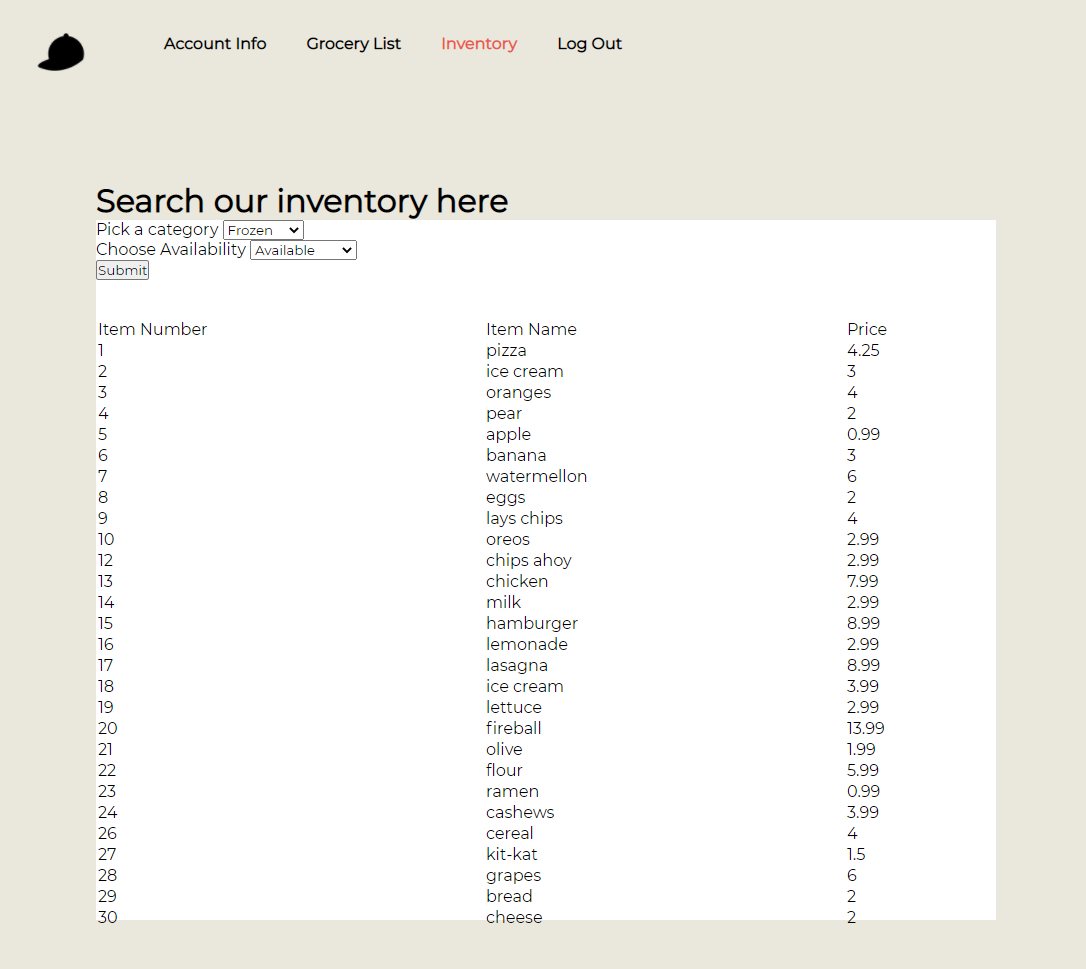 Account Info Grocery List Inventory Log Out
Search our inventory here
Pick a category Frozen
Choose Availability Available
Submit
Item Number Item Name Price
1 pizza 4.25
2 ice cream 3
3 oranges 4
4 pear 2
5 apple 0.99
6 banana 3
7 watermellon 6
8 eggs 2
9 lays chips 4
10 oreos 2.99
12 chips ahoy 2.99
13 chicken 7.99
14 milk 2.99
15 hamburger 8.99
16 lemonade 2.99
17 lasagna 8.99
18 ice cream 3.99
19 lettuce 2.99
20 fireball 13.99
21 olive 1.99
22 flour 5.99
23 ramen 0.99
24 cashews 3.99
26 cereal 4
27 kit-kat 1.5
28 grapes 6
29 bread 2
30 cheese 2